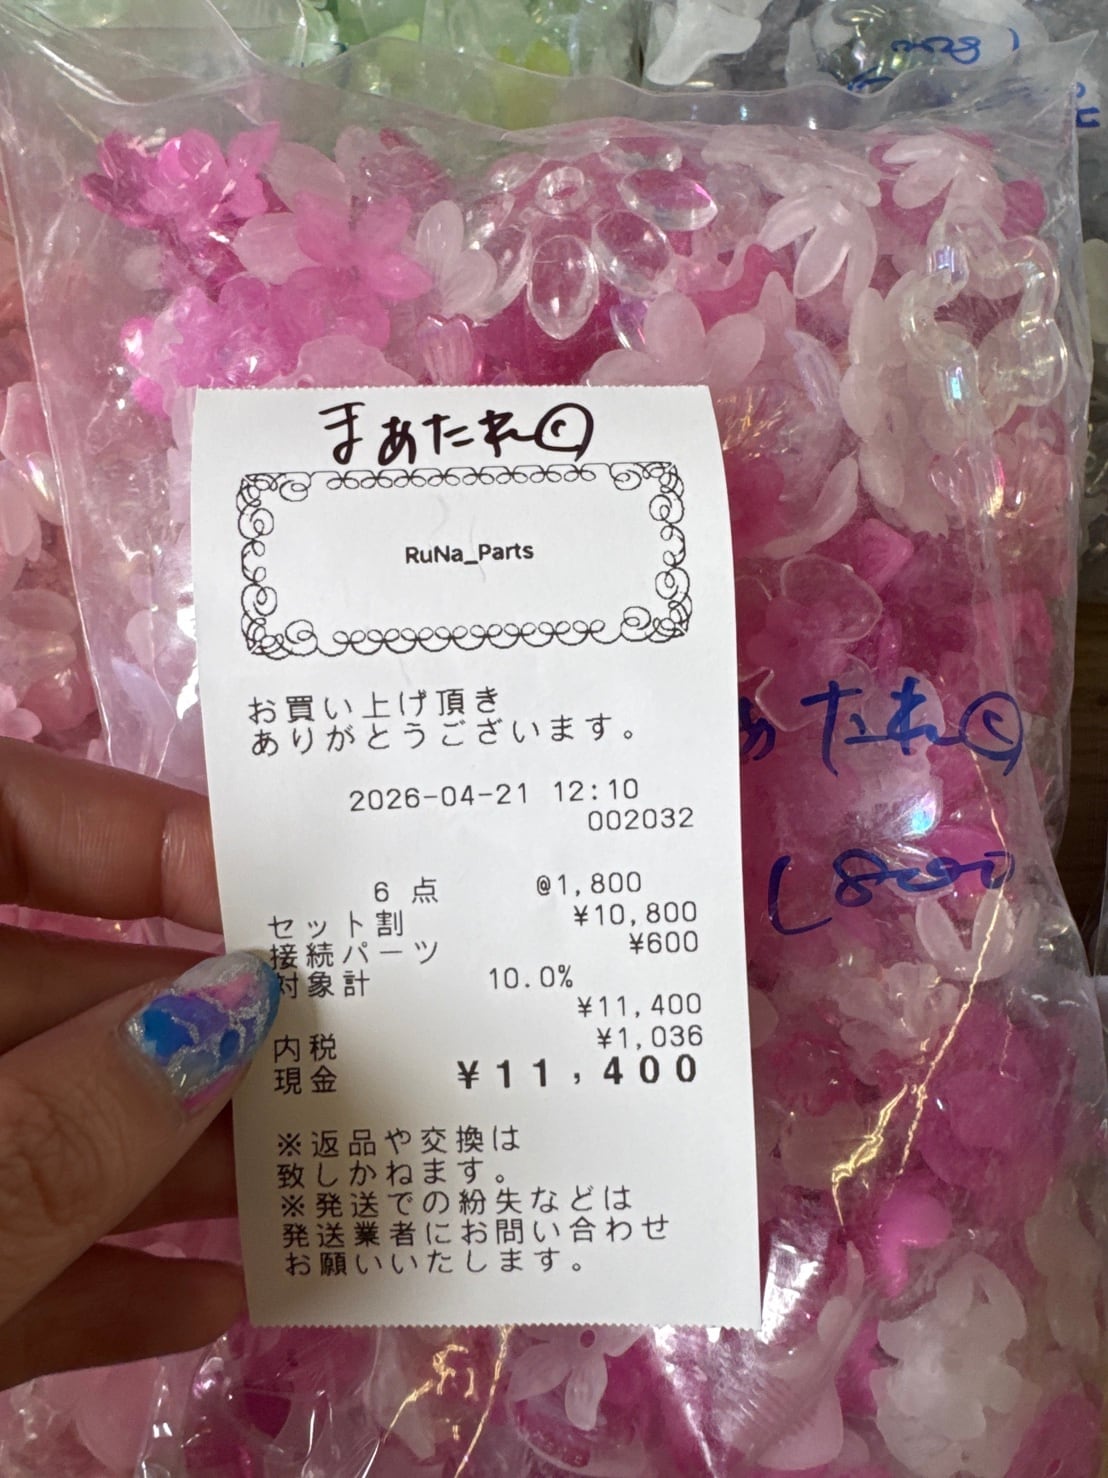 まぁたれ
RuNa_Parts
お買い上げ頂き
ありがとうございます。
2026-04-21 12:10
002032
6 点 @1,800
セット割 ¥10,800
接続パーツ ¥600
対象計 10.0%
¥11,400
内税 ¥1,036
現金 ¥11,400
※返品や交換は
致しかねます。
※発送での紛失などは
発送業者にお問い合わせ
お願いいたします。
ぁたれ